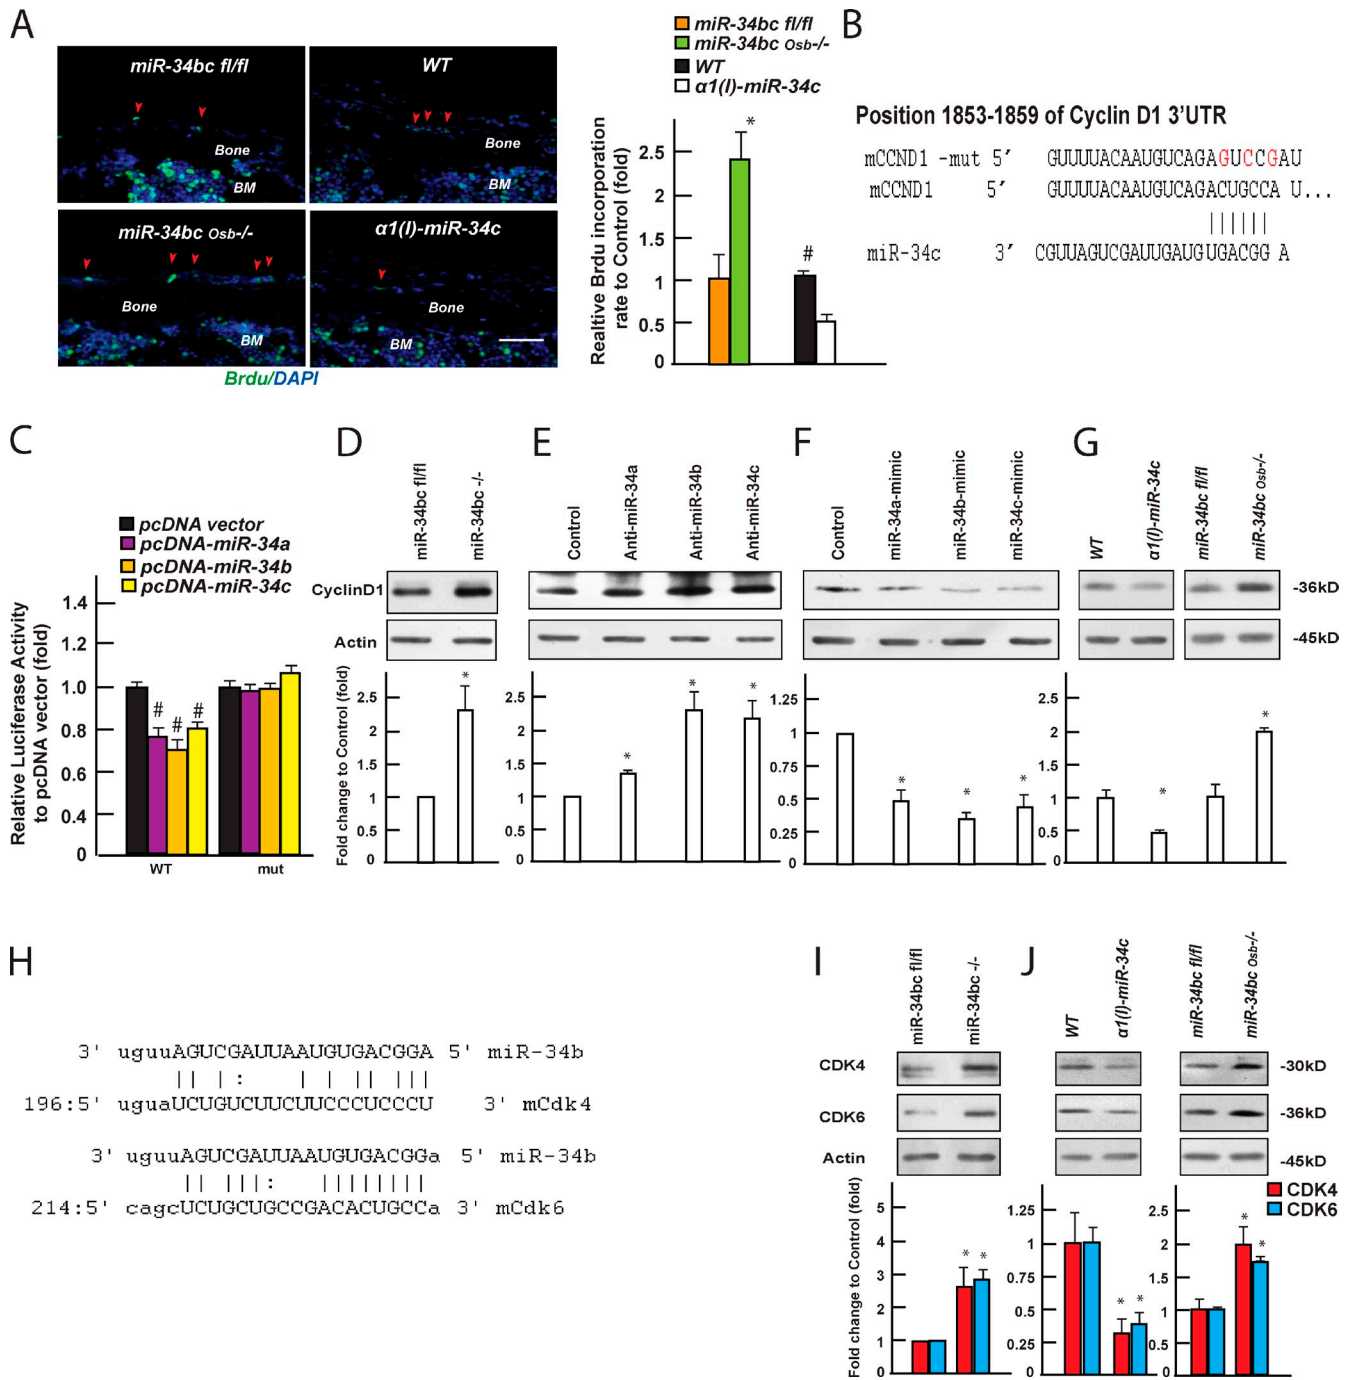 A
miR-34bc fl/fl
WT
Bone
BM
Bone
BM
miR-34bc Osb-/-
α1(I)-miR-34c
Bone
BM
Bone
BM
Brdu/DAPI
miR-34bc fl/fl
miR-34bc Osb-/-
WT
α1(I)-miR-34c
Realtive Brdu incorporation
rate to Control (fold)
2.5
2
1.5
1
0.5
0
*
#
B
Position 1853-1859 of Cyclin D1 3'UTR
mCCND1 -mut 5' GUUUUACAAUGUCAGAGUCCGAU
mCCND1 5' GUUUUACAAUGUCAGACUGCCA U...
||||||
miR-34c 3' CGUUAGUCGAUUGAUGUGACGG A
C
pcDNA vector
pcDNA-miR-34a
pcDNA-miR-34b
pcDNA-miR-34c
Relative Luciferase Activity
to pcDNA vector (fold)
1.4
1.2
1.0
0.8
0.6
0.4
0
# # #
WT mut
D
miR-34bc fl/fl
miR-34bc -/-
CyclinD1
Actin
Fold change to Control (fold)
2.5
2
1.5
1
0.5
0
*
E
Control
Anti-miR-34a
Anti-miR-34b
Anti-miR-34c
2.5
2
1.5
1
0.5
0
* * *
F
Control
miR-34a-mimic
miR-34b-mimic
miR-34c-mimic
1.25
1
0.75
0.5
0.25
0
* * *
G
WT
α1(I)-miR-34c
miR-34bc fl/fl
miR-34bc Osb-/-
-36kD
-45kD
2.5
2
1.5
1
0.5
0
* *
H
3' uguuAGUCGAUUAAUGUGACGGA 5' miR-34b
|| | : | | || |||
196:5' uguaUCUGUCUUCUUCCCUCCCU 3' mCdk4
3' uguuAGUCGAUUAAUGUGACGGa 5' miR-34b
|| |||: ||||||||
214:5' cagcUCUGCUGCCGACACUGCCa 3' mCdk6
I
miR-34bc fl/fl
miR-34bc -/-
CDK4
CDK6
Actin
Fold change to Control (fold)
5
4
3
2
1
0
* *
J
WT
α1(I)-miR-34c
miR-34bc fl/fl
miR-34bc Osb-/-
-30kD
-36kD
-45kD
CDK4
CDK6
1.25
1
0.75
0.5
0.25
0
* *
2.5
2
1.5
1
0.5
0
* *